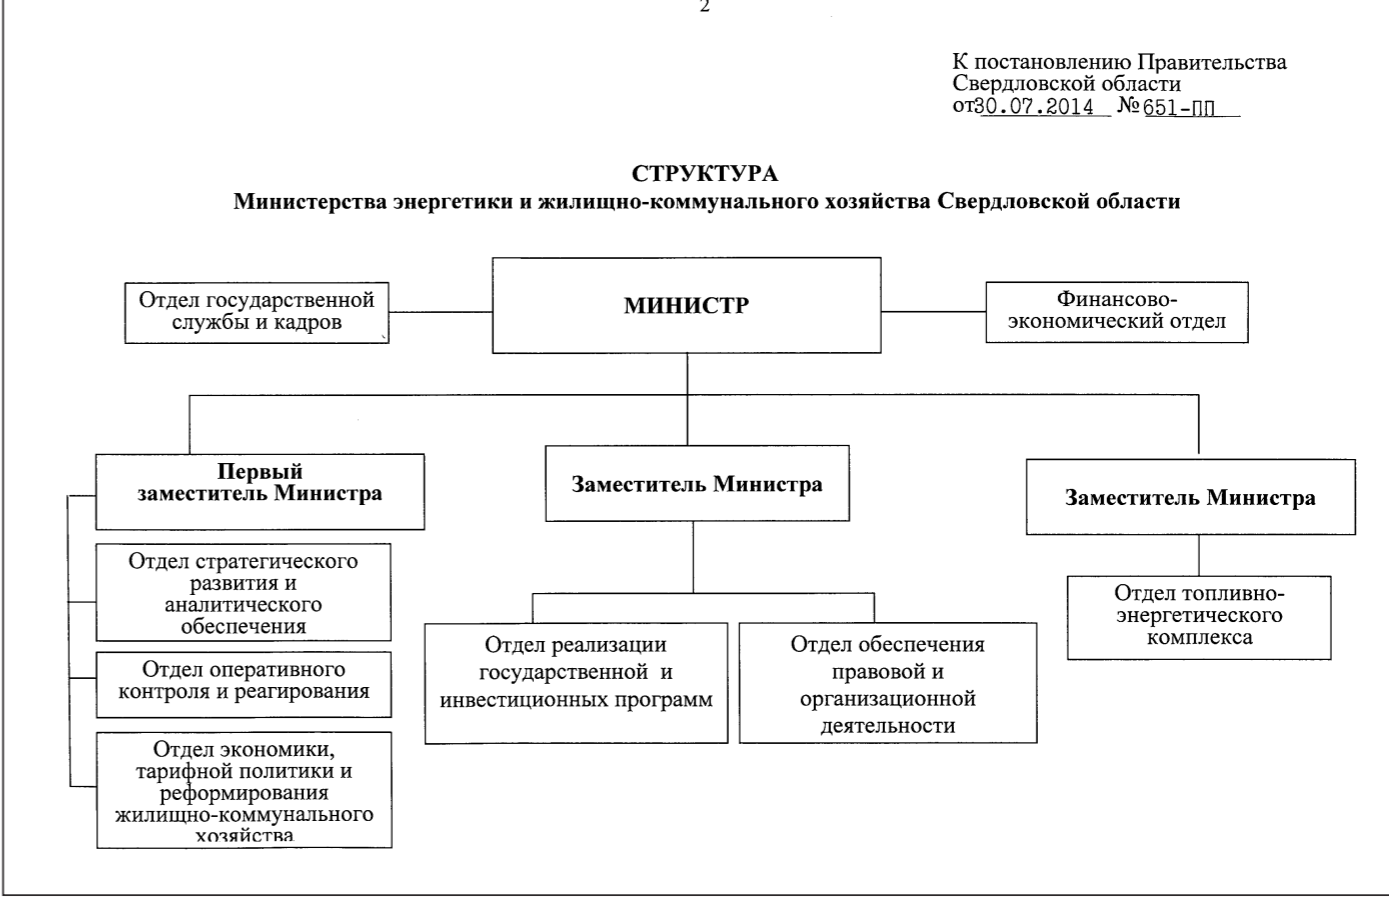 2
К постановлению Правительства
Свердловской области
от30.07.2014 №651-ПП
СТРУКТУРА
Министерства энергетики и жилищно-коммунального хозяйства Свердловской области
Отдел государственной
службы и кадров
МИНИСТР
Финансово-
экономический отдел
Первый
заместитель Министра
Заместитель Министра
Заместитель Министра
Отдел стратегического
развития и
аналитического
обеспечения
Отдел оперативного
контроля и реагирования
Отдел экономики,
тарифной политики и
реформирования
жилищно-коммунального
хозяйства
Отдел реализации
государственной и
инвестиционных программ
Отдел обеспечения
правовой и
организационной
деятельности
Отдел топливно-
энергетического
комплекса